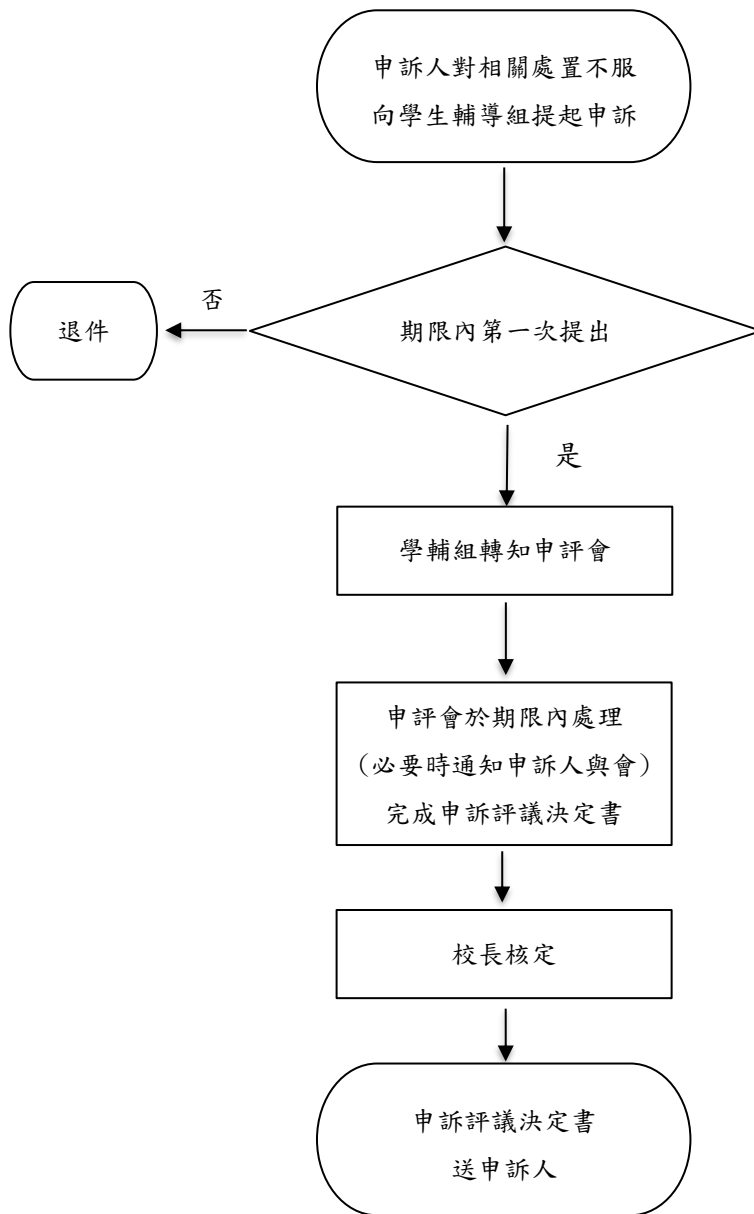 申訴人對相關處置不服
向學生輔導組提起申訴
否
退件
期限內第一次提出
是
學輔組轉知申評會
申評會於期限內處理
（必要時通知申訴人與會）
完成申訴評議決定書
校長核定
申訴評議決定書
送申訴人